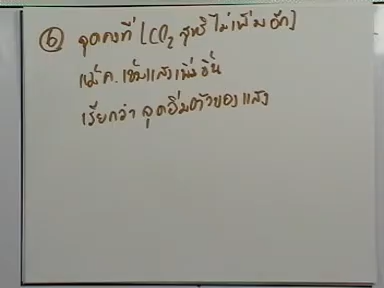 ⑥ จุดคงที่ [CO₂ สุทธิ ไม่เพิ่มอีก]
แม้ค.เข้มแสงเพิ่มขึ้น
เรียกว่า จุดอิ่มตัวของแสง